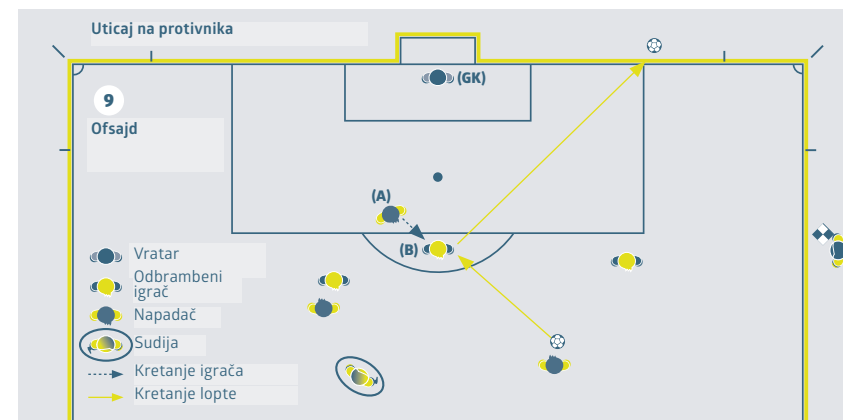 Uticaj na protivnika
(GK)
9
Ofsajd
(A)
(B)
Vratar
Odbrambeni
igrač
Napadač
Sudija
Kretanje igrača
Kretanje lopte